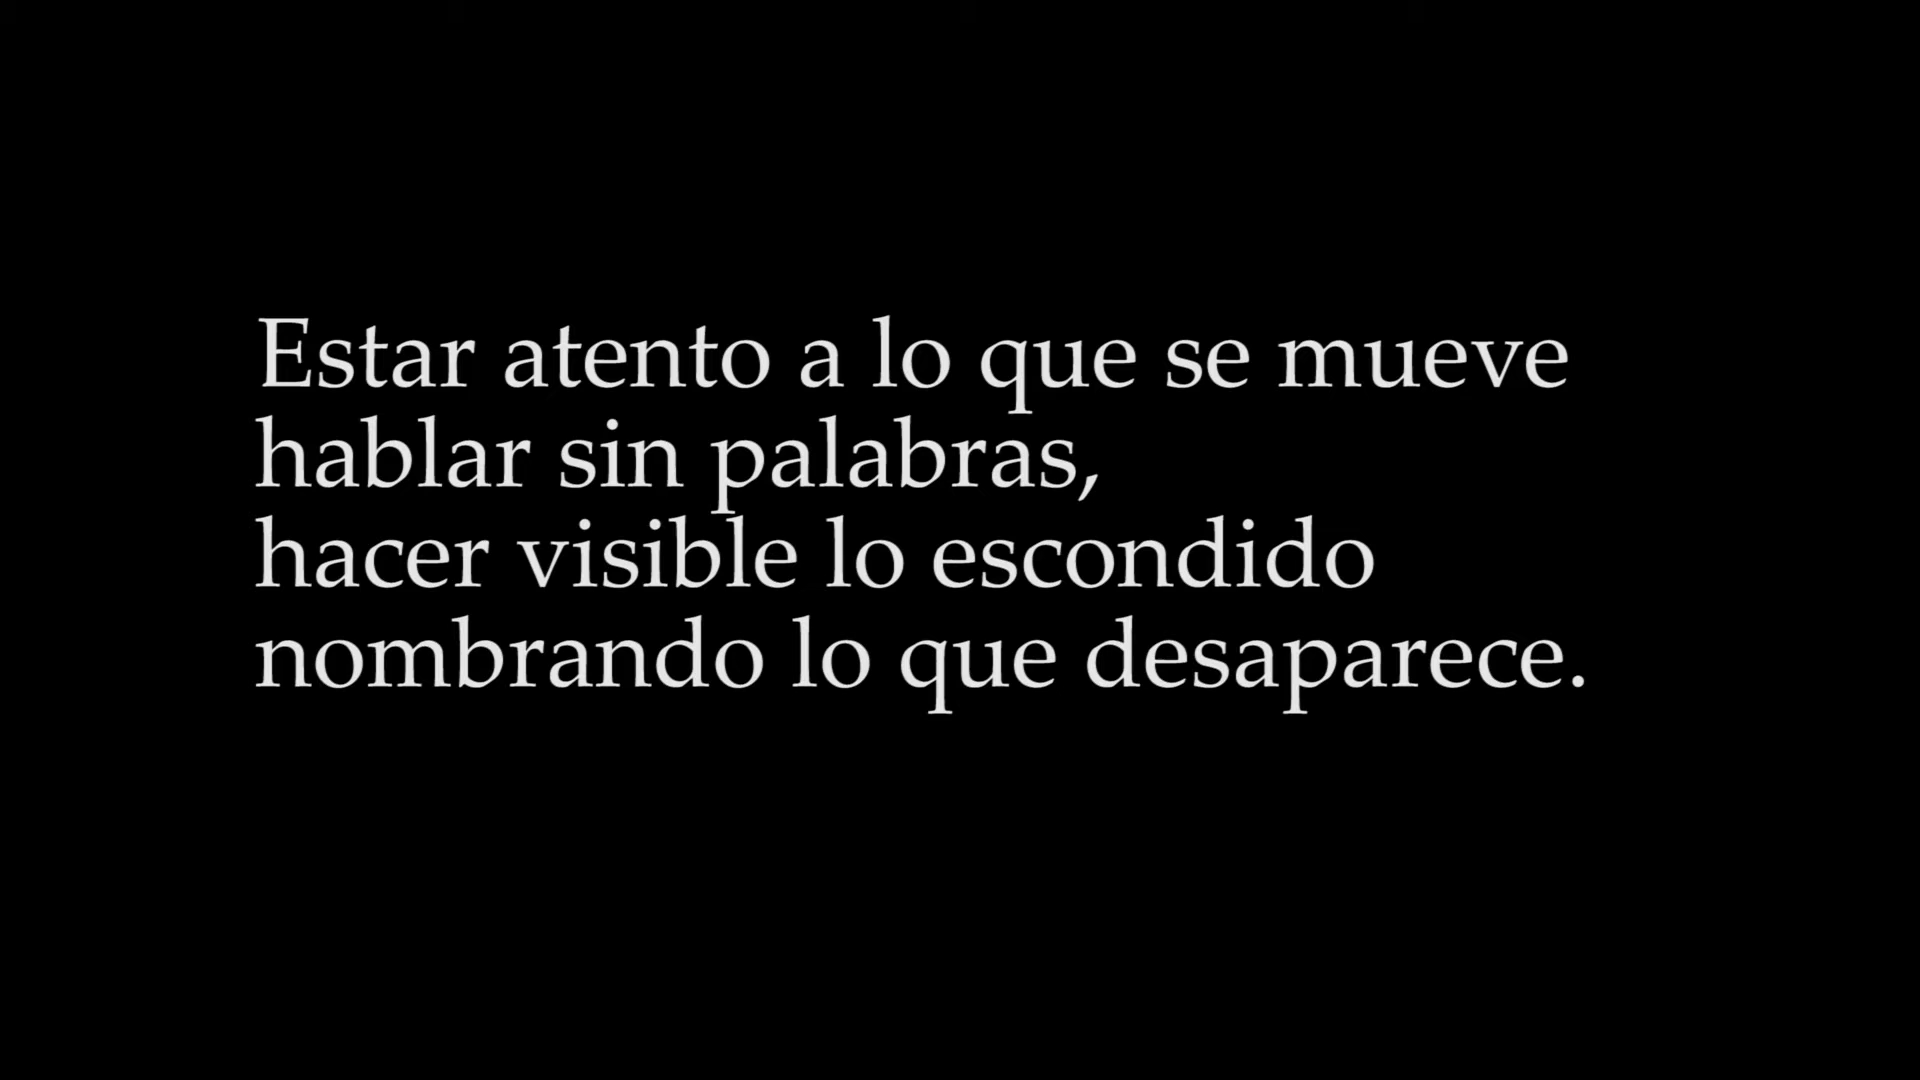 Estar atento a lo que se mueve
hablar sin palabras,
hacer visible lo escondido
nombrando lo que desaparece.